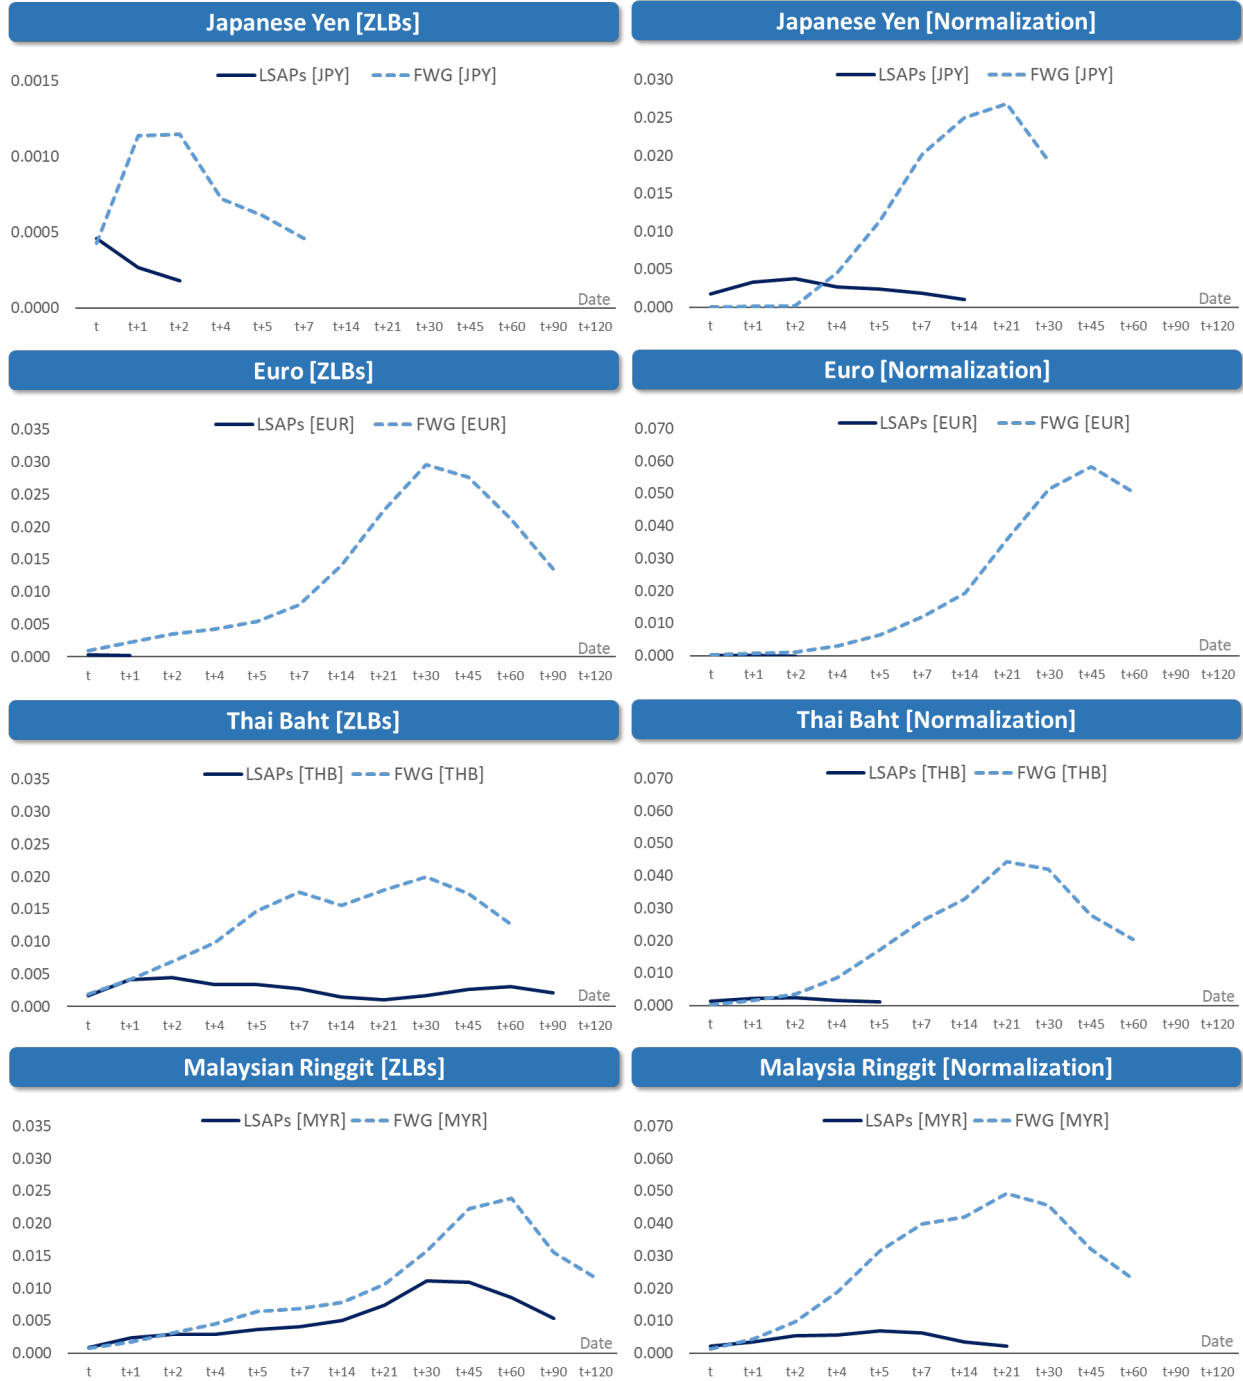 Japanese Yen [ZLBs]
LSAPs [JPY] FWG [JPY]
0.0015
0.0010
0.0005
0.0000
Date
t t+1 t+2 t+4 t+5 t+7 t+14 t+21 t+30 t+45 t+60 t+90 t+120
Japanese Yen [Normalization]
LSAPs [JPY] FWG [JPY]
0.030
0.025
0.020
0.015
0.010
0.005
0.000
Date
t t+1 t+2 t+4 t+5 t+7 t+14 t+21 t+30 t+45 t+60 t+90 t+120
Euro [ZLBs]
LSAPs [EUR] FWG [EUR]
0.035
0.030
0.025
0.020
0.015
0.010
0.005
0.000
Date
t t+1 t+2 t+4 t+5 t+7 t+14 t+21 t+30 t+45 t+60 t+90 t+120
Euro [Normalization]
LSAPs [EUR] FWG [EUR]
0.070
0.060
0.050
0.040
0.030
0.020
0.010
0.000
Date
t t+1 t+2 t+4 t+5 t+7 t+14 t+21 t+30 t+45 t+60 t+90 t+120
Thai Baht [ZLBs]
LSAPs [THB] FWG [THB]
0.035
0.030
0.025
0.020
0.015
0.010
0.005
0.000
Date
t t+1 t+2 t+4 t+5 t+7 t+14 t+21 t+30 t+45 t+60 t+90 t+120
Thai Baht [Normalization]
LSAPs [THB] FWG [THB]
0.070
0.060
0.050
0.040
0.030
0.020
0.010
0.000
Date
t t+1 t+2 t+4 t+5 t+7 t+14 t+21 t+30 t+45 t+60 t+90 t+120
Malaysian Ringgit [ZLBs]
LSAPs [MYR] FWG [MYR]
0.035
0.030
0.025
0.020
0.015
0.010
0.005
0.000
Date
t t+1 t+2 t+4 t+5 t+7 t+14 t+21 t+30 t+45 t+60 t+90 t+120
Malaysia Ringgit [Normalization]
LSAPs [MYR] FWG [MYR]
0.070
0.060
0.050
0.040
0.030
0.020
0.010
0.000
Date
t t+1 t+2 t+4 t+5 t+7 t+14 t+21 t+30 t+45 t+60 t+90 t+120